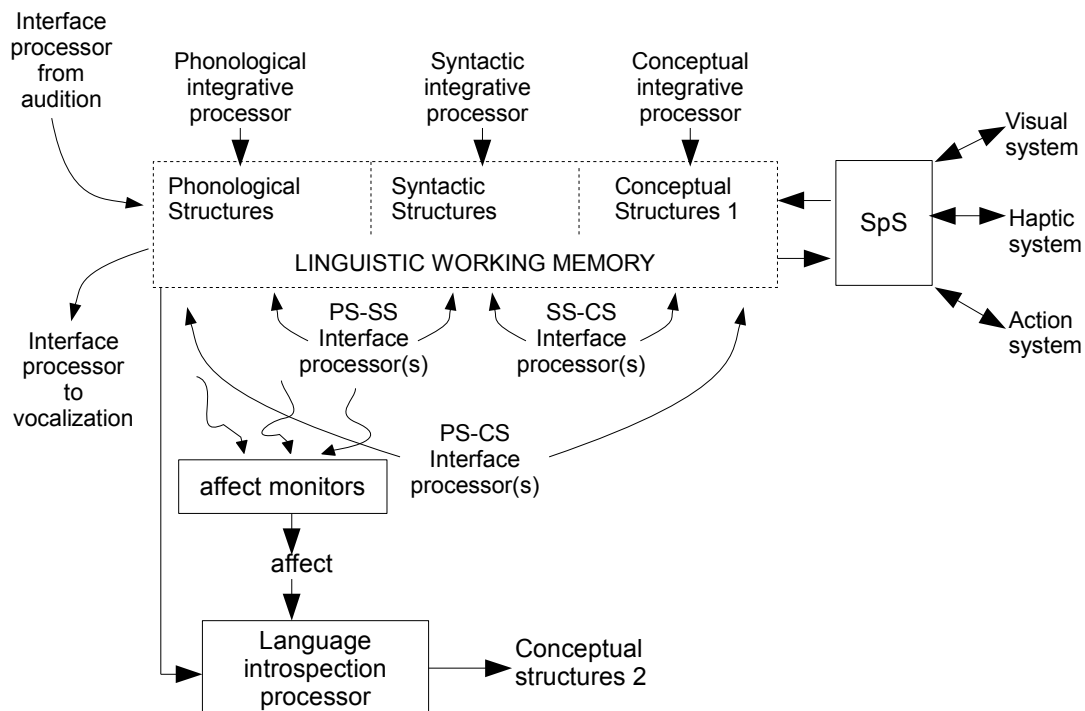 Interface
processor
from
audition
Phonological
integrative
processor
Syntactic
integrative
processor
Conceptual
integrative
processor
Phonological
Structures
Syntactic
Structures
Conceptual
Structures 1
LINGUISTIC WORKING MEMORY
SpS
Visual
system
Haptic
system
Action
system
Interface
processor
to
vocalization
PS-SS
Interface
processor(s)
SS-CS
Interface
processor(s)
PS-CS
Interface
processor(s)
affect monitors
affect
Language
introspection
processor
Conceptual
structures 2